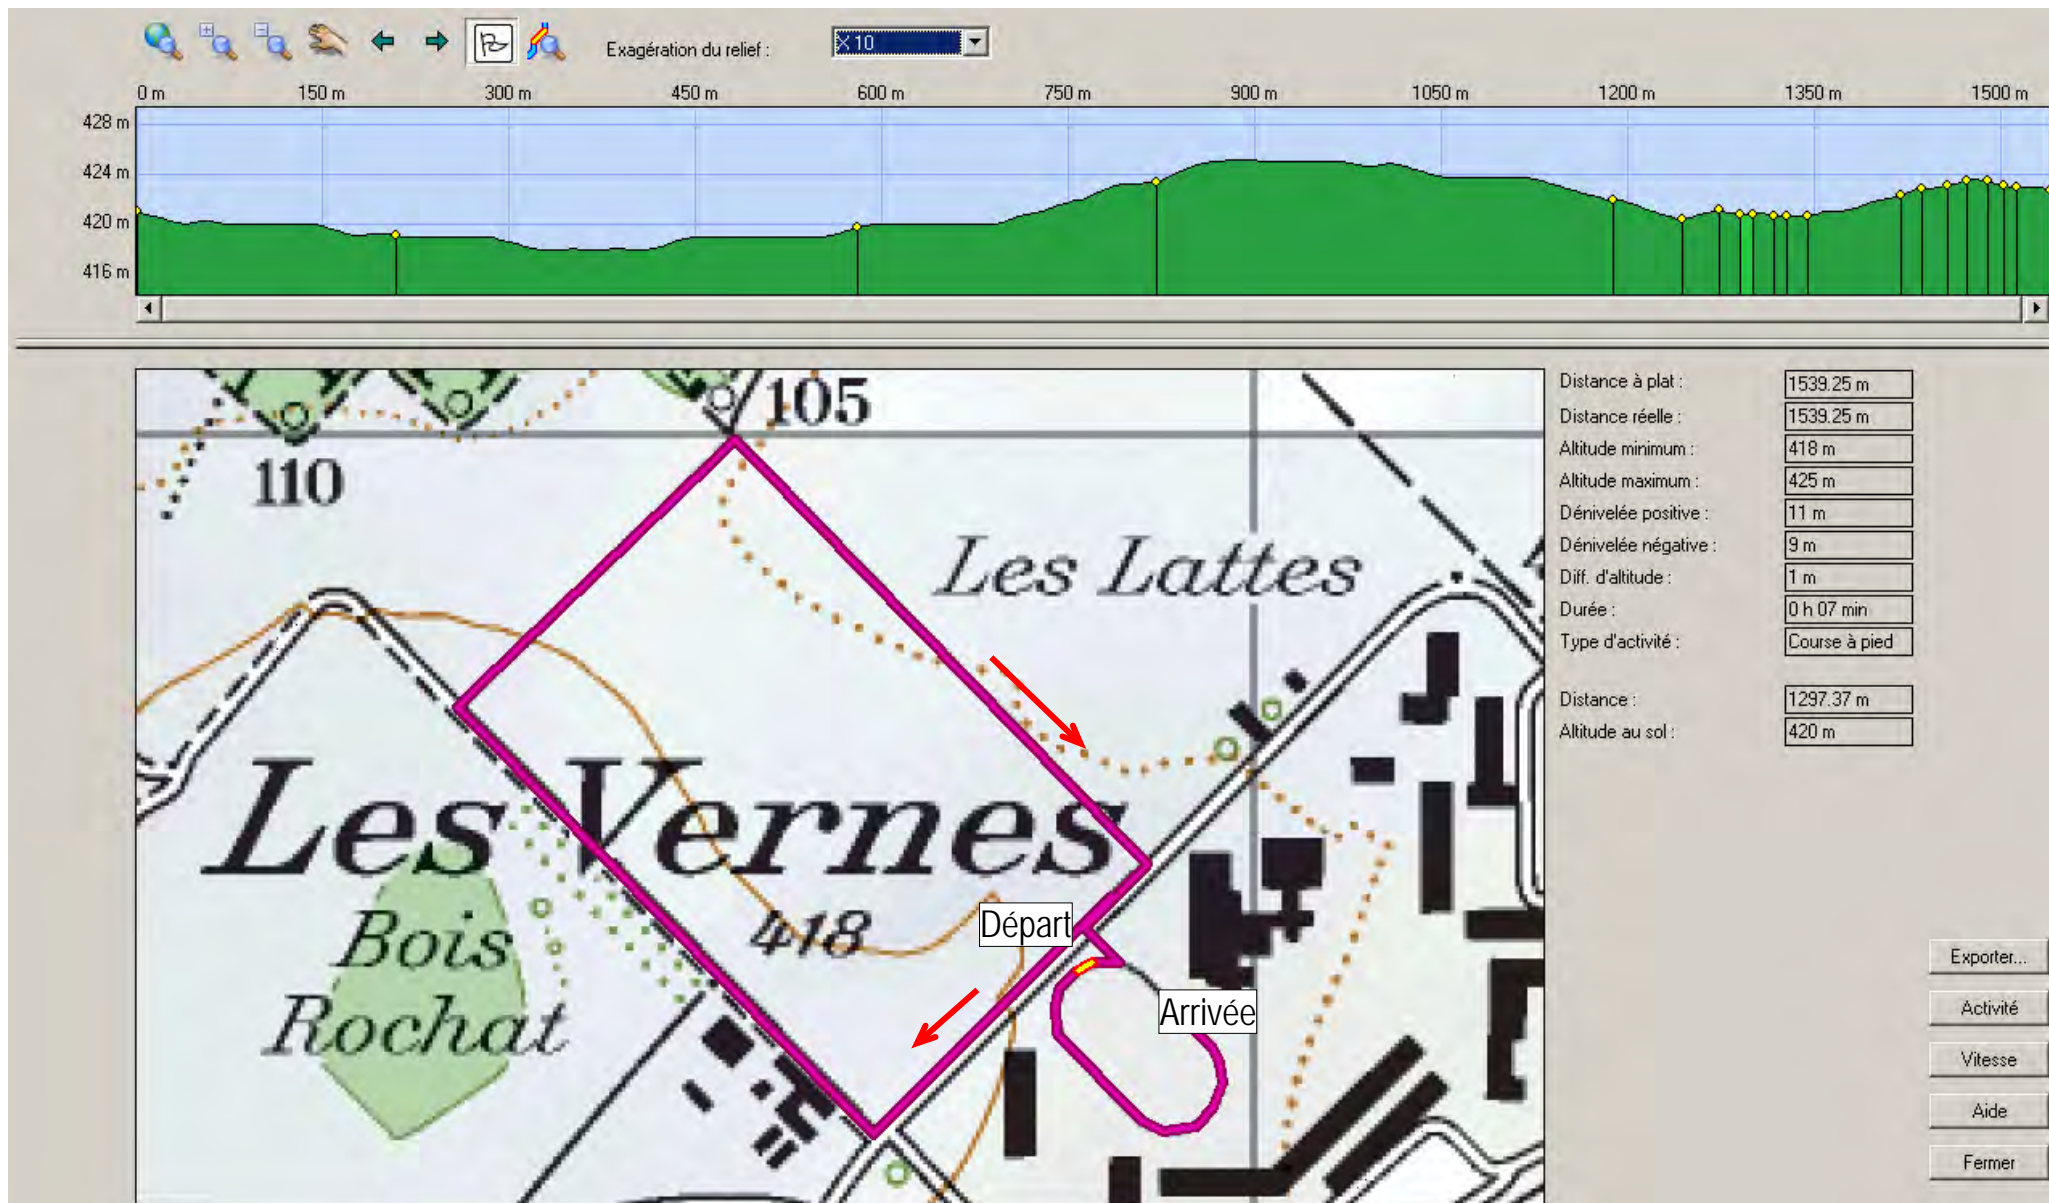 Exagération du relief :
X 10
0 m 150 m 300 m 450 m 600 m 750 m 900 m 1050 m 1200 m 1350 m 1500 m
428 m
424 m
420 m
416 m
105
110
Les Lattes
Les Vernes
418
Bois
Rochat
Départ
Arrivée
Distance à plat : 1539.25 m
Distance réelle : 1539.25 m
Altitude minimum : 418 m
Altitude maximum : 425 m
Dénivelée positive : 11 m
Dénivelée négative : 9 m
Diff. d'altitude : 1 m
Durée : 0 h 07 min
Type d'activité : Course à pied
Distance : 1297.37 m
Altitude au sol : 420 m
Exporter...
Activité
Vitesse
Aide
Fermer